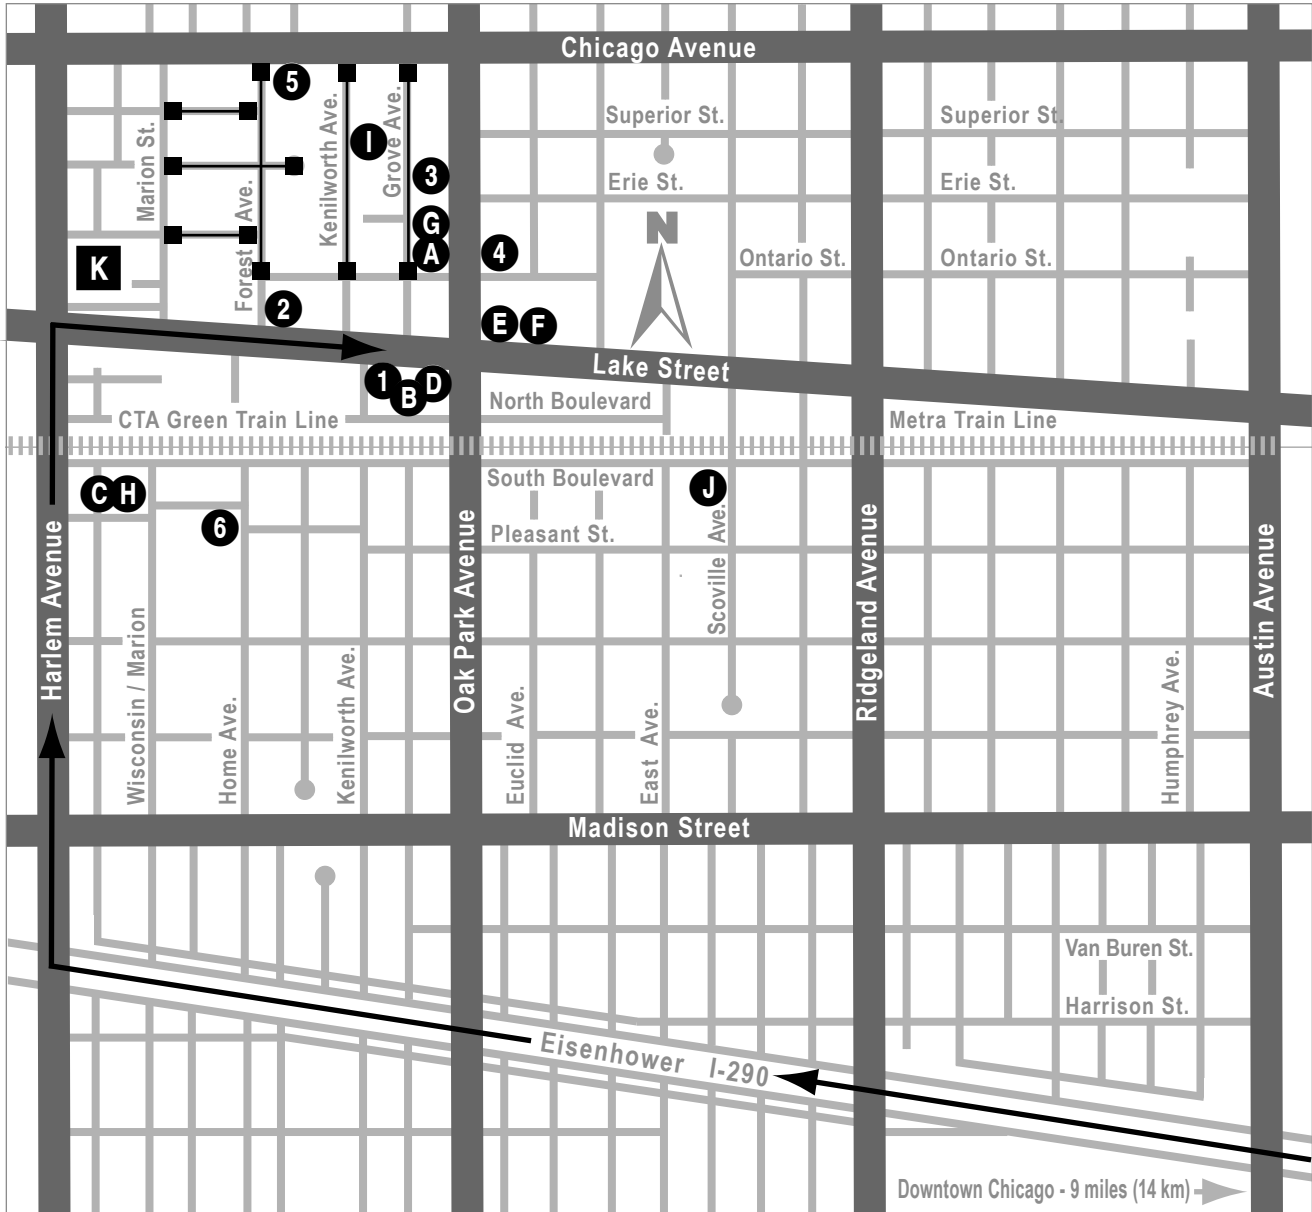 Chicago Avenue
5
Marion St.
Kenilworth Ave.
Grove Ave.
I
3
Superior St.
Superior St.
Erie St.
Erie St.
Forest Ave.
G
A
4
N
Ontario St.
Ontario St.
K
2
E
F
Lake Street
1
B
D
North Boulevard
CTA Green Train Line
Metra Train Line
C
H
6
South Boulevard
J
Pleasant St.
Harlem Avenue
Oak Park Avenue
Scoville Ave.
Ridgeland Avenue
Austin Avenue
Wisconsin / Marion
Home Ave.
Kenilworth Ave.
Euclid Ave.
East Ave.
Humphrey Ave.
Madison Street
Van Buren St.
Harrison St.
Eisenhower I-290
Downtown Chicago - 9 miles (14 km)